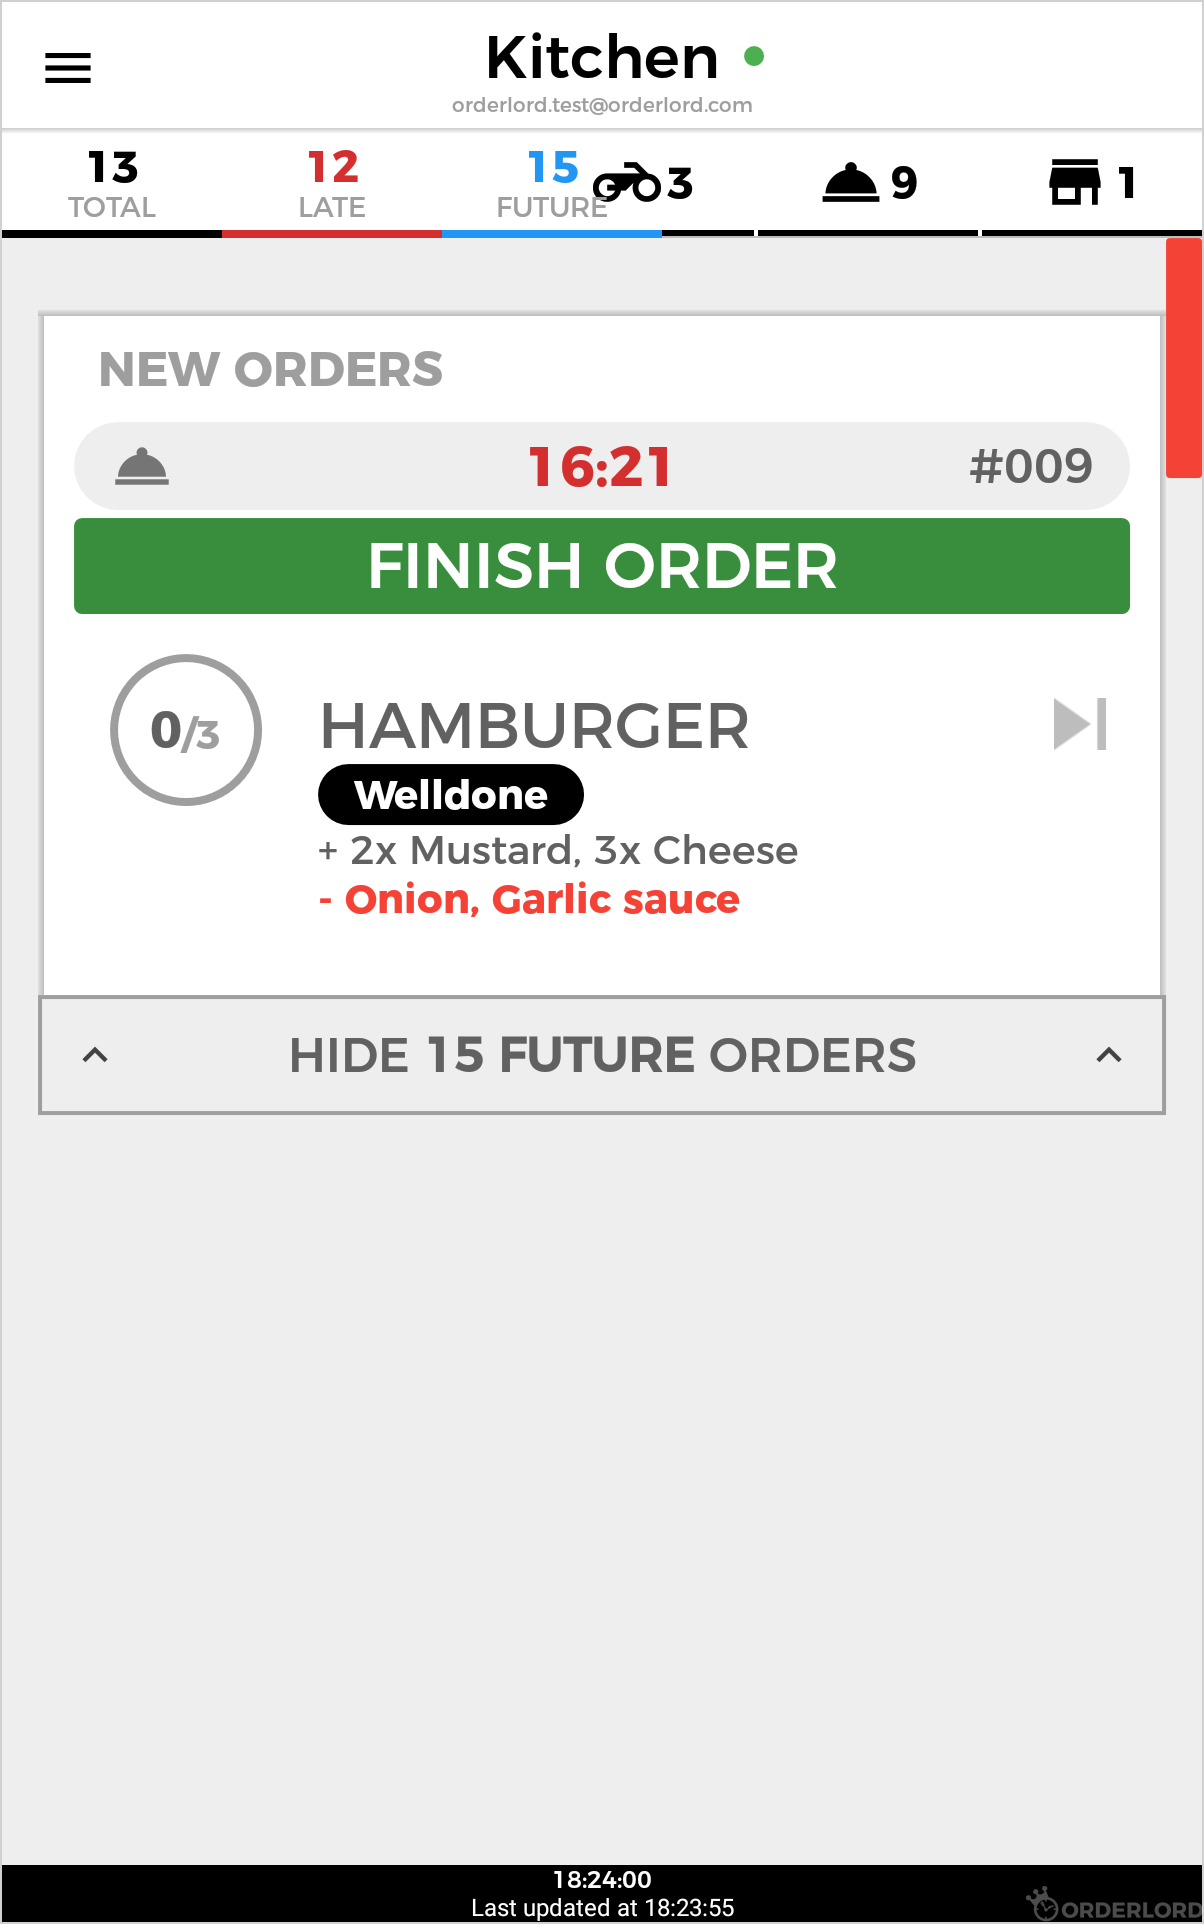 Kitchen
orderlord.test@orderlord.com
13 12 15 3 9 1
TOTAL LATE FUTURE
NEW ORDERS
16:21 #009
FINISH ORDER
0/3 HAMBURGER
Welldone
+ 2x Mustard, 3x Cheese
- Onion, Garlic sauce
HIDE 15 FUTURE ORDERS
18:24:00
Last updated at 18:23:55
ORDERLORD